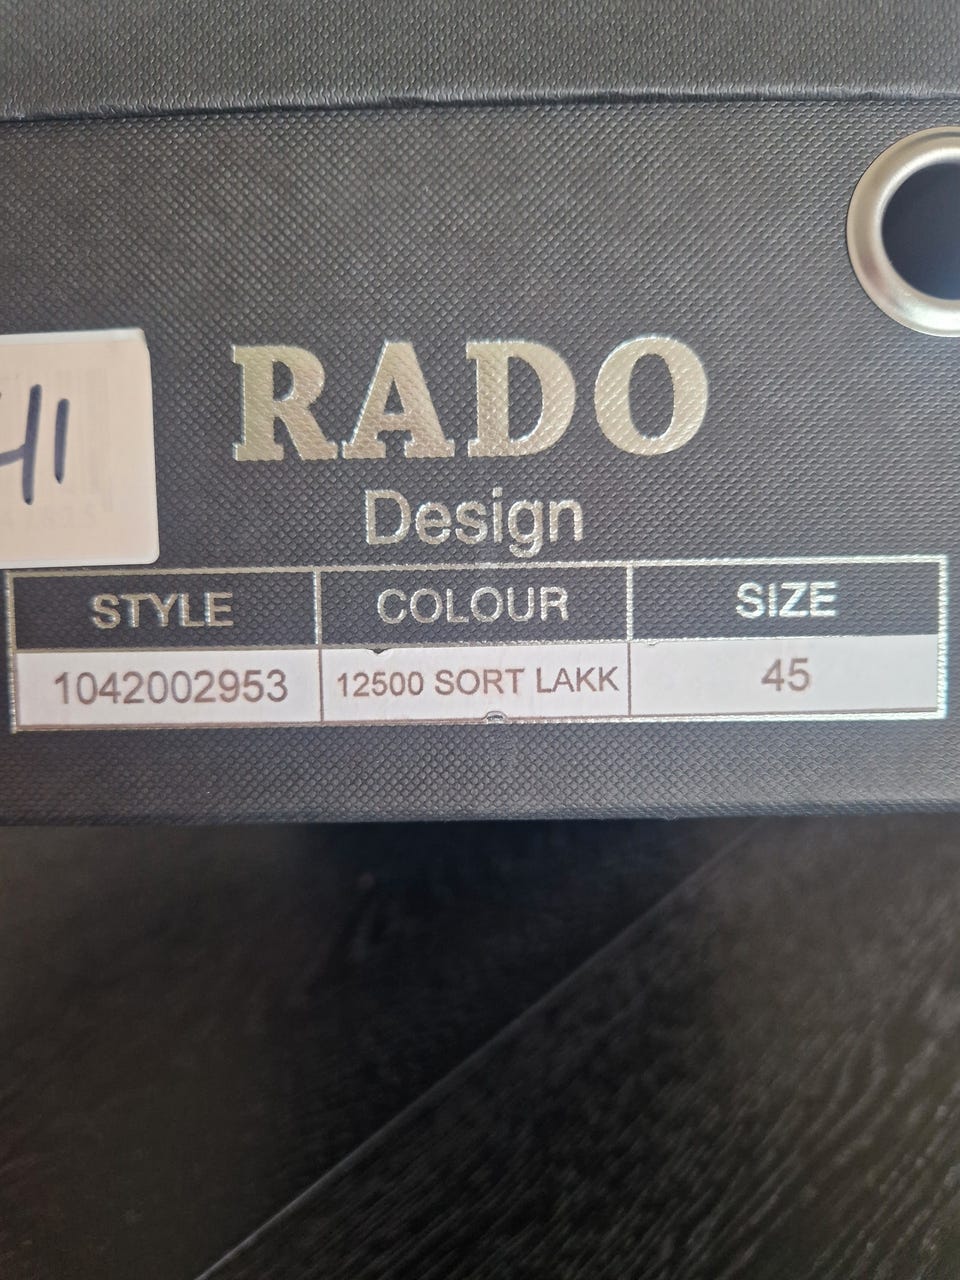 RADO
Design
STYLE COLOUR SIZE
1042002953 12500 SORT LAKK 45